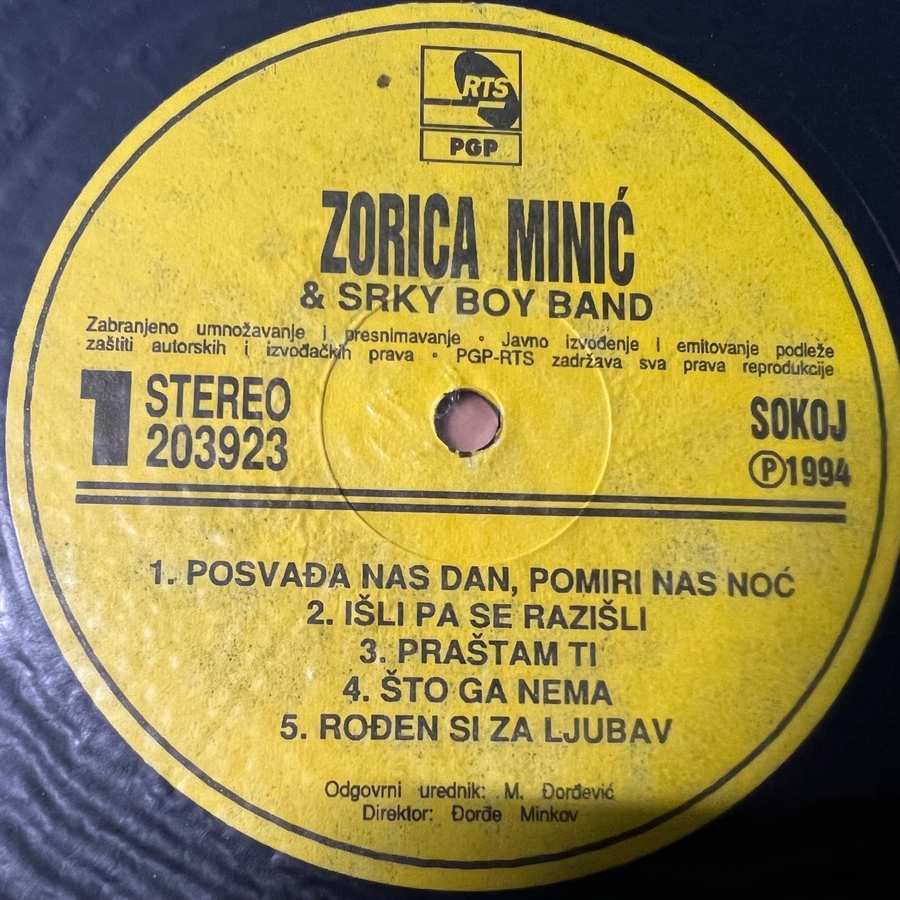 RTS
PGP
ZORICA MINIĆ
& SRKY BOY BAND
Zabranjeno umnožavanje i presnimavanje • Javno izvođenje i emitovanje podleže
zaštiti autorskih i izvođačkih prava • PGP-RTS zadržava sva prava reprodukcije
1 STEREO SOKOJ
203923 Ⓟ1994
1. POSVAĐA NAS DAN, POMIRI NAS NOĆ
2. IŠLI PA SE RAZIŠLI
3. PRAŠTAM TI
4. ŠTO GA NEMA
5. ROĐEN SI ZA LJUBAV
Odgovrni urednik: M. Đorđević
Direktor: Đorđe Minkov